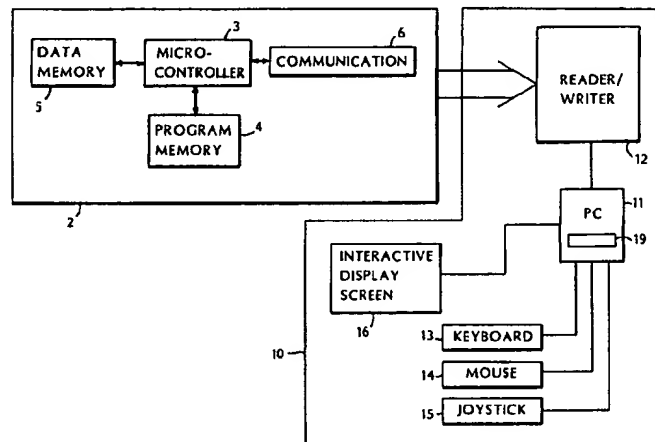 3
6
DATA
MEMORY
5
MICRO-
CONTROLLER
COMMUNICATION
PROGRAM
MEMORY
4
2
READER/
WRITER
12
PC
11
19
INTERACTIVE
DISPLAY
SCREEN
16
10
13 KEYBOARD
14 MOUSE
15 JOYSTICK